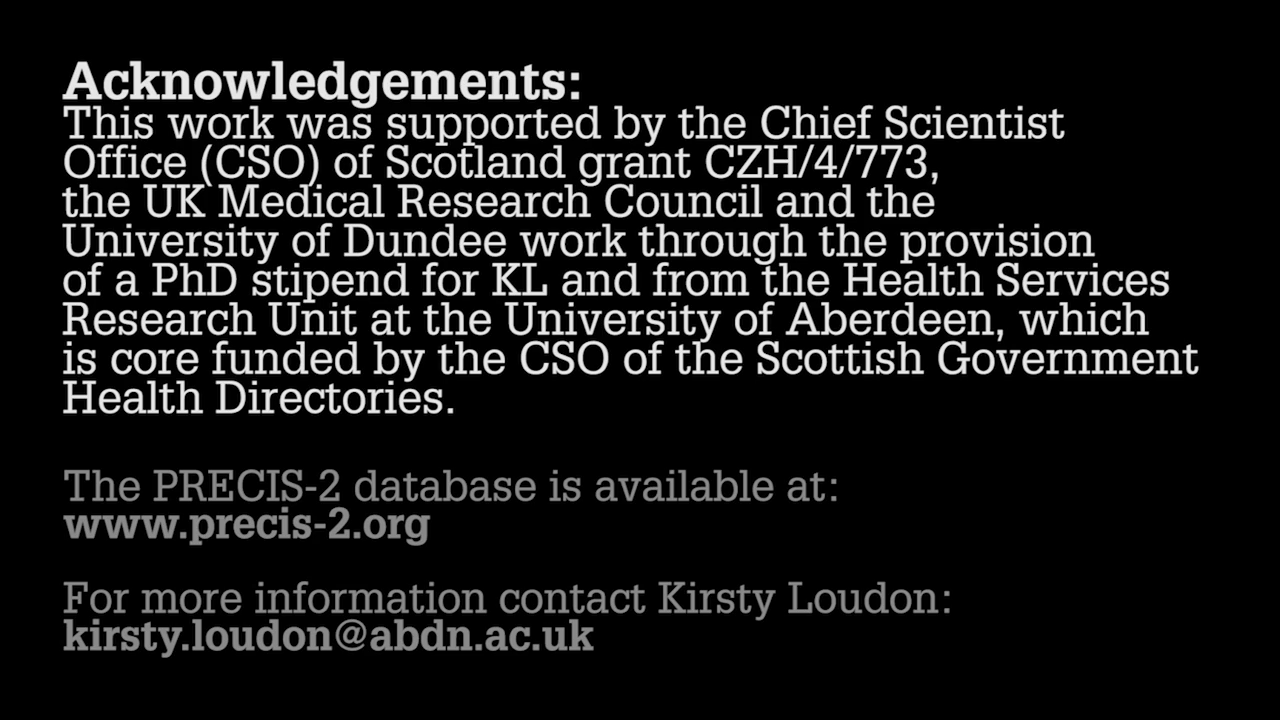 Acknowledgements:
This work was supported by the Chief Scientist
Office (CSO) of Scotland grant CZH/4/773,
the UK Medical Research Council and the
University of Dundee work through the provision
of a PhD stipend for KL and from the Health Services
Research Unit at the University of Aberdeen, which
is core funded by the CSO of the Scottish Government
Health Directories.
The PRECIS-2 database is available at:
www.precis-2.org
For more information contact Kirsty Loudon:
kirsty.loudon@abdn.ac.uk